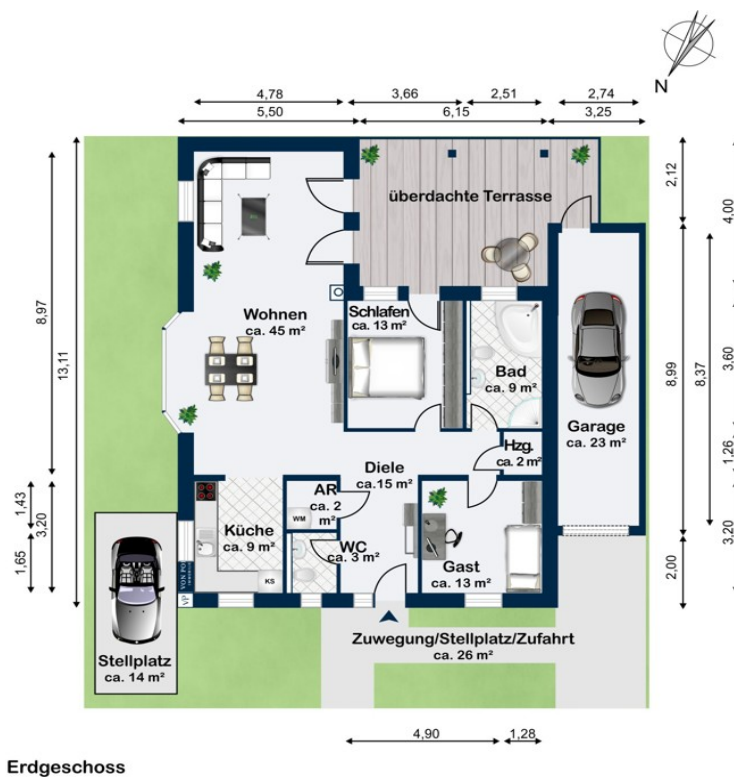 N
4,78
3,66
2,51
2,74
5,50
6,15
3,25
2,12
4,00
überdachte Terrasse
8,97
13,11
Wohnen
ca. 45 m²
Schlafen
ca. 13 m²
Bad
ca. 9 m²
8,99
8,37
3,60
Garage
ca. 23 m²
Hzg.
ca. 2 m²
1,26
Diele
ca.15 m²
1,43
3,20
AR
ca. 2
m²
WM
Küche
ca. 9 m²
WC
ca. 3 m²
Gast
ca. 13 m²
3,20
1,65
2,00
KS
VP
Zuwegung/Stellplatz/Zufahrt
ca. 26 m²
Stellplatz
ca. 14 m²
4,90
1,28
Erdgeschoss